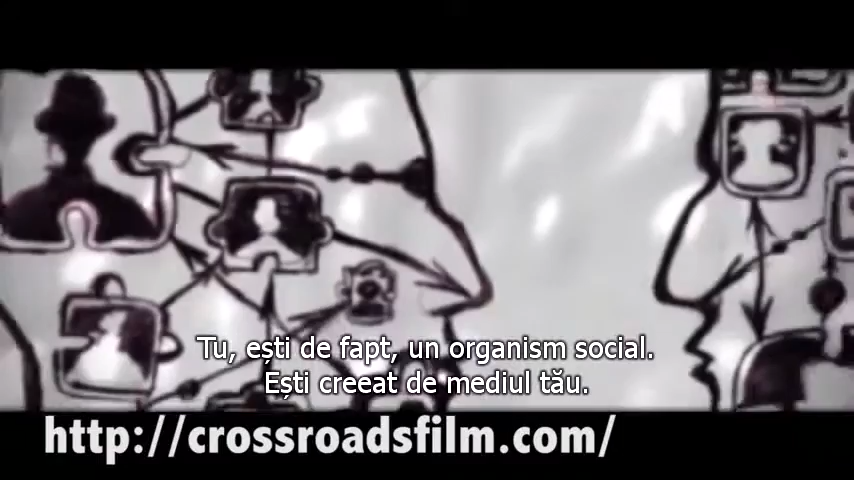 Tu, ești de fapt, un organism social.
Ești creeat de mediul tău.
http://crossroadsfilm.com/